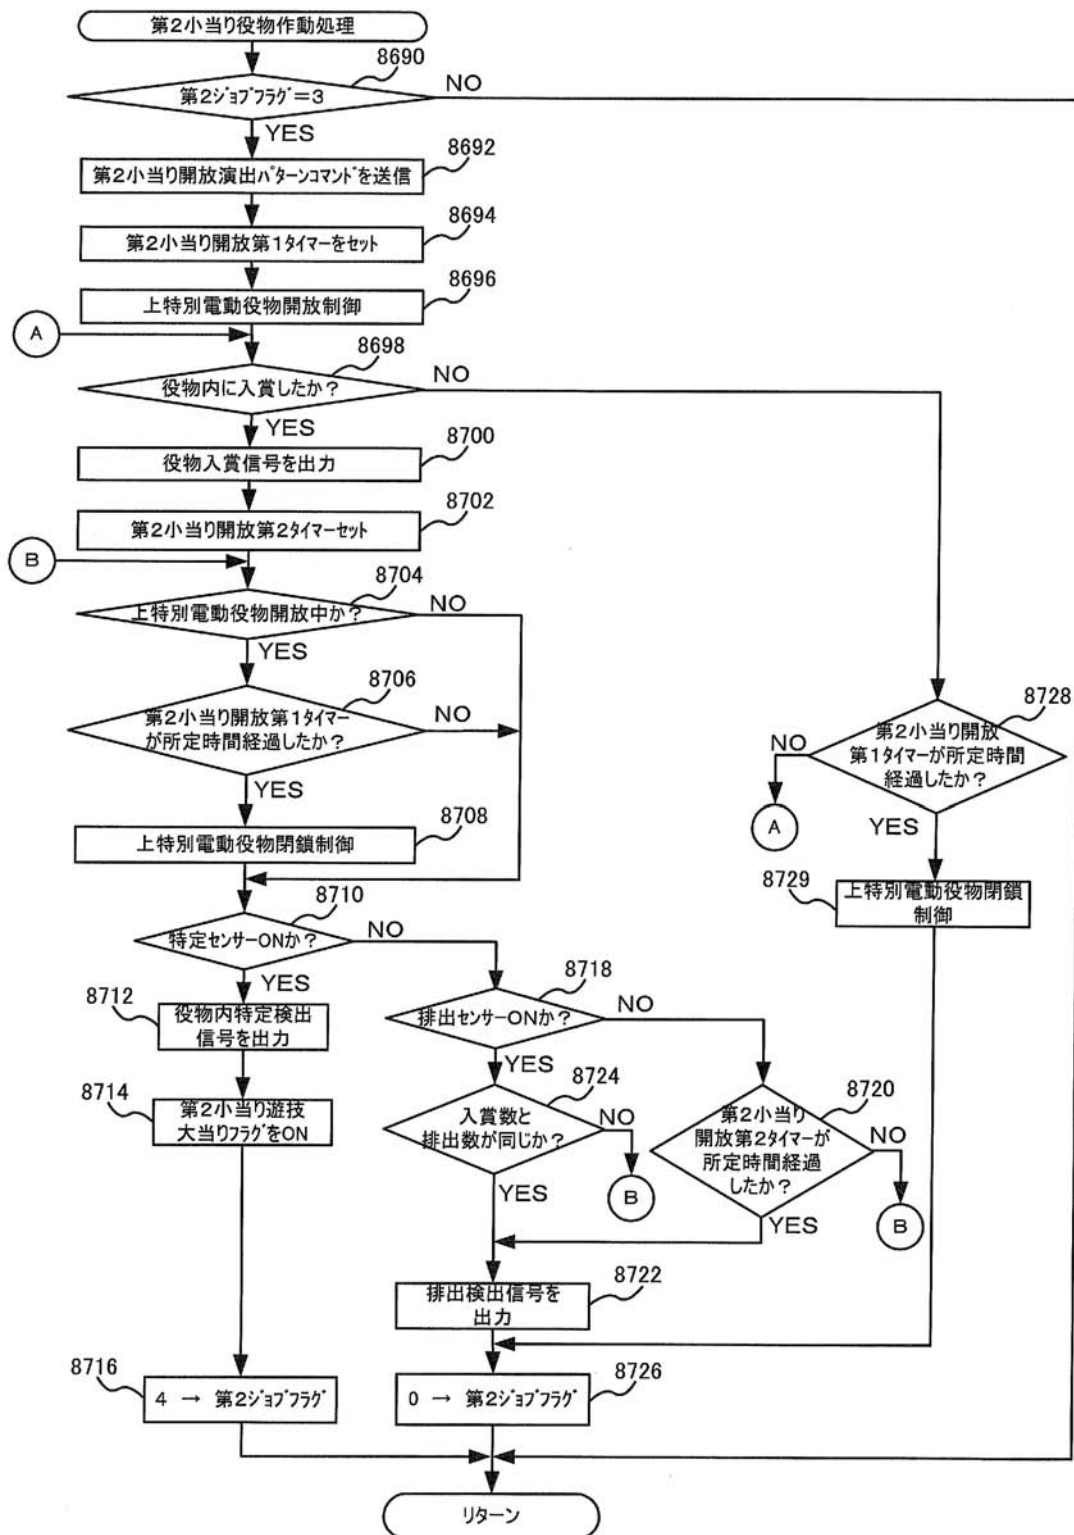 第2小当り役物作動処理
8690
第2ジョブフラグ=3
NO
YES
8692
第2小当り開放演出パターンコマンドを送信
8694
第2小当り開放第1タイマーをセット
8696
上特別電動役物開放制御
A
8698
役物内に入賞したか?
NO
YES
8700
役物入賞信号を出力
8702
第2小当り開放第2タイマーセット
B
8704
上特別電動役物開放中か?
NO
YES
8706
第2小当り開放第1タイマー
が所定時間経過したか?
NO
YES
8708
上特別電動役物閉鎖制御
8728
第2小当り開放
第1タイマーが所定時間
経過したか?
NO
A
YES
8729
上特別電動役物閉鎖
制御
8710
特定センサーONか?
NO
YES
8712
役物内特定検出
信号を出力
8714
第2小当り遊技
大当りフラグをON
8716
4 → 第2ジョブフラグ
8718
排出センサーONか?
NO
YES
8724
入賞数と
排出数が同じか?
NO
B
YES
8720
第2小当り
開放第2タイマーが
所定時間経過
したか?
NO
B
YES
8722
排出検出信号を
出力
8726
0 → 第2ジョブフラグ
リターン